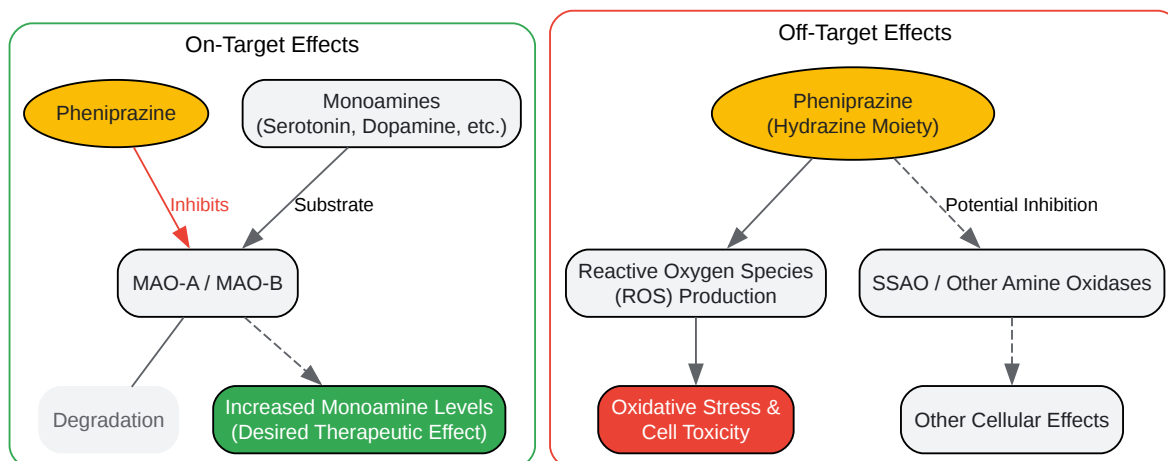 On-Target Effects
Pheniprazine
Monoamines
(Serotonin, Dopamine, etc.)
Inhibits
Substrate
MAO-A / MAO-B
Degradation
Increased Monoamine Levels
(Desired Therapeutic Effect)
Off-Target Effects
Pheniprazine
(Hydrazine Moiety)
Potential Inhibition
Reactive Oxygen Species
(ROS) Production
SSAO / Other Amine Oxidases
Oxidative Stress &
Cell Toxicity
Other Cellular Effects